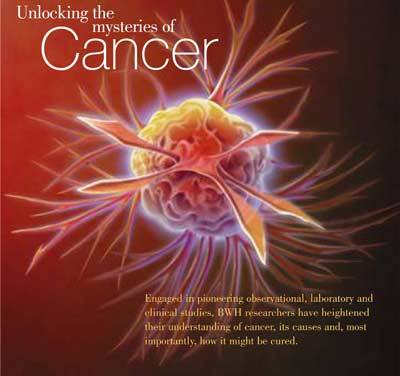 Unlocking the
mysteries of
Cancer
Engaged in pioneering observational, laboratory and
clinical studies, BWH researchers have heightened
their understanding of cancer, its causes and, most
importantly, how it might be cured.